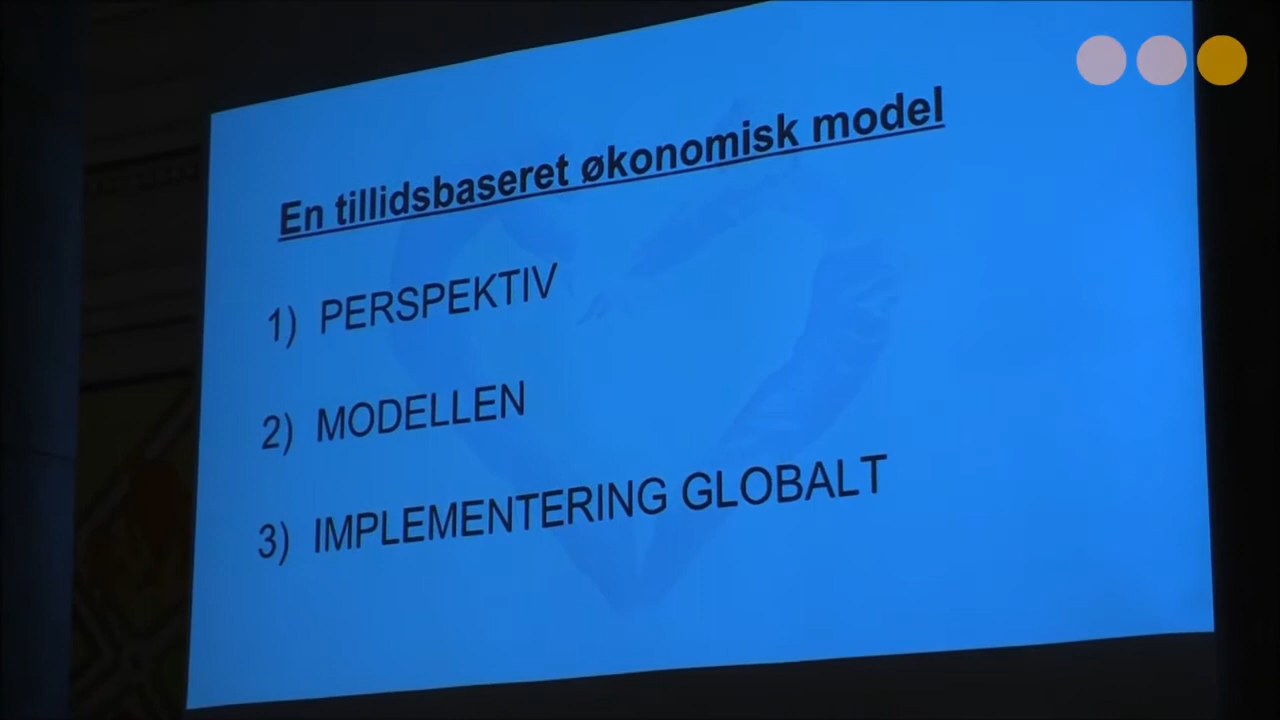 En tillidsbaseret økonomisk model
1) PERSPEKTIV
2) MODELLEN
3) IMPLEMENTERING GLOBALT